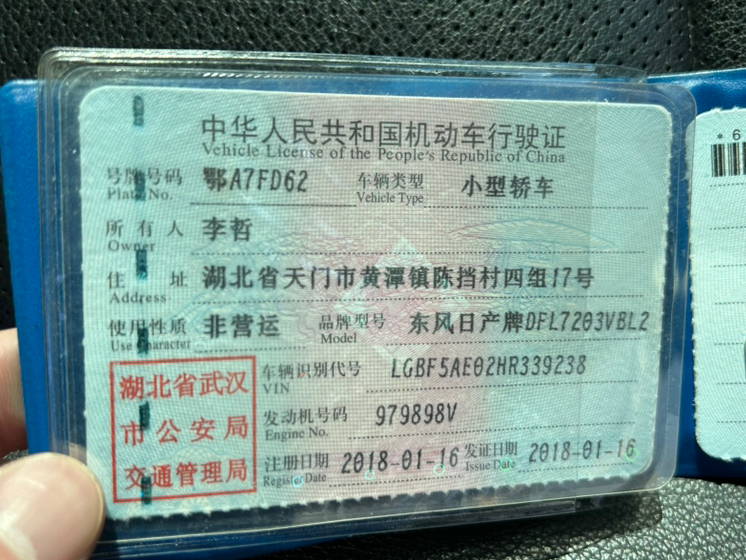 中华人民共和国机动车行驶证
Vehicle License of the People's Republic of China
号牌号码 鄂A7FD62 车辆类型 小型轿车
Plate No. Vehicle Type
所有人 李哲
Owner
住址 湖北省天门市黄潭镇陈挡村四组17号
Address
使用性质 非营运 品牌型号 东风日产牌DFL7203VBL2
Use Character Model
湖北省武汉
市公安局
交通管理局
车辆识别代号 LGBF5AE02HR339238
VIN
发动机号码 979898V
Engine No.
注册日期 2018-01-16 发证日期 2018-01-16
Register Date Issue Date
*6